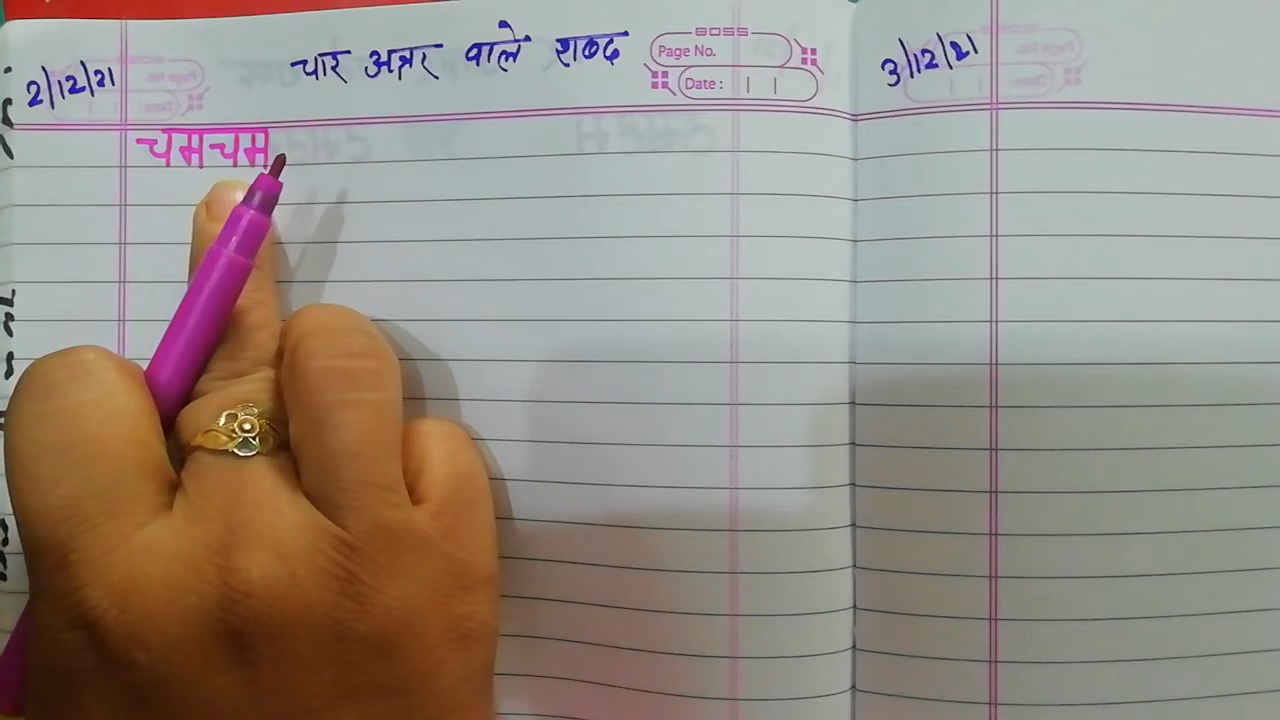 2/12/21
चार अक्षर वाले शब्द
BOSS
Page No.
Date :
3/12/21
चमचम